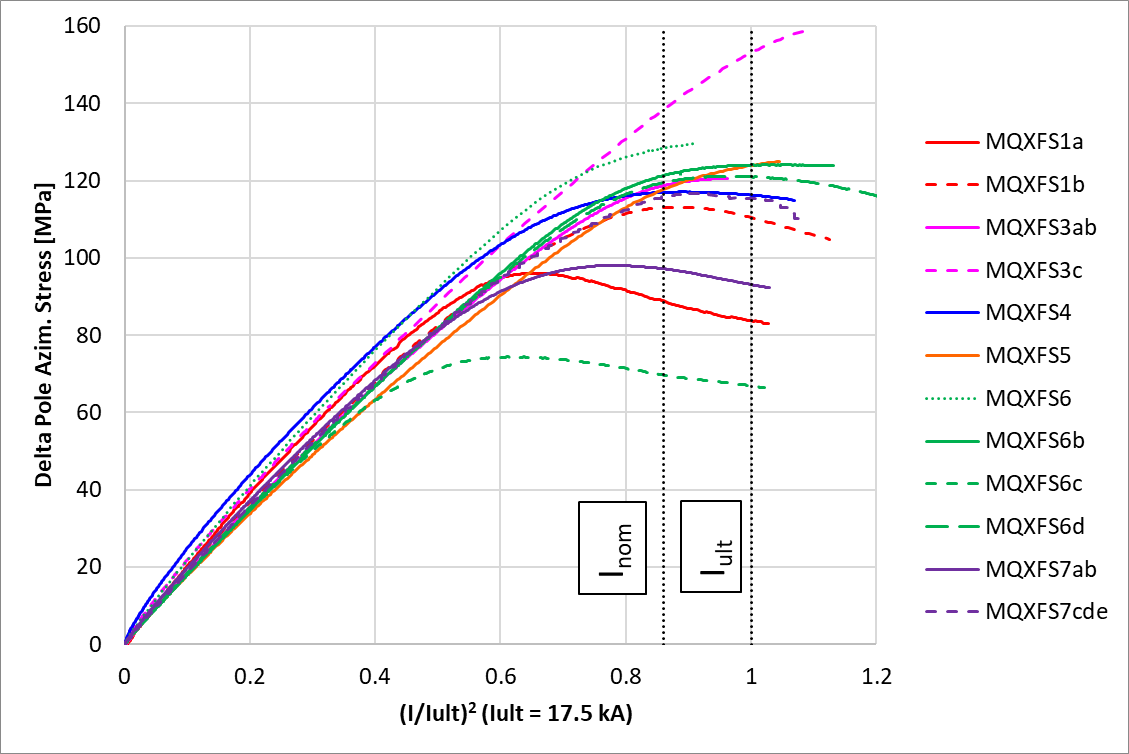 160
140
120
100
80
60
40
20
0
Delta Pole Azim. Stress [MPa]
0
0.2
0.4
0.6
0.8
1
1.2
(I/Iult)² (Iult = 17.5 kA)
Inom
Iult
MQXFS1a
MQXFS1b
MQXFS3ab
MQXFS3c
MQXFS4
MQXFS5
MQXFS6
MQXFS6b
MQXFS6c
MQXFS6d
MQXFS7ab
MQXFS7cde